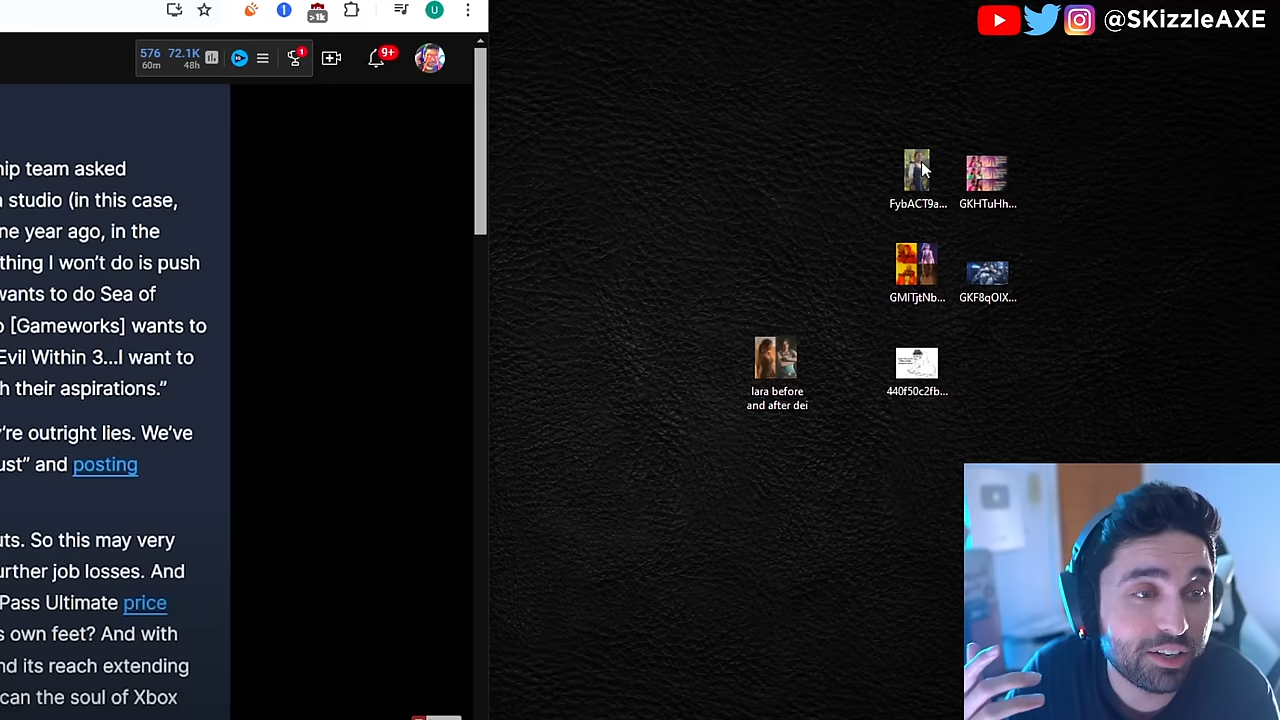 >1k
U
@SKizzleAXE
576 72.1K
60m 48h
1
9+
hip team asked
studio (in this case,
ne year ago, in the
thing I won't do is push
wants to do Sea of
[Gameworks] wants to
Evil Within 3...I want to
h their aspirations."
're outright lies. We've
ust" and posting
uts. So this may very
urther job losses. And
Pass Ultimate price
s own feet? And with
nd its reach extending
can the soul of Xbox
FybACT9a... GKHTuHh...
GMITjtNb... GKF8qOIX...
lara before
and after dei
440f50c2fb...